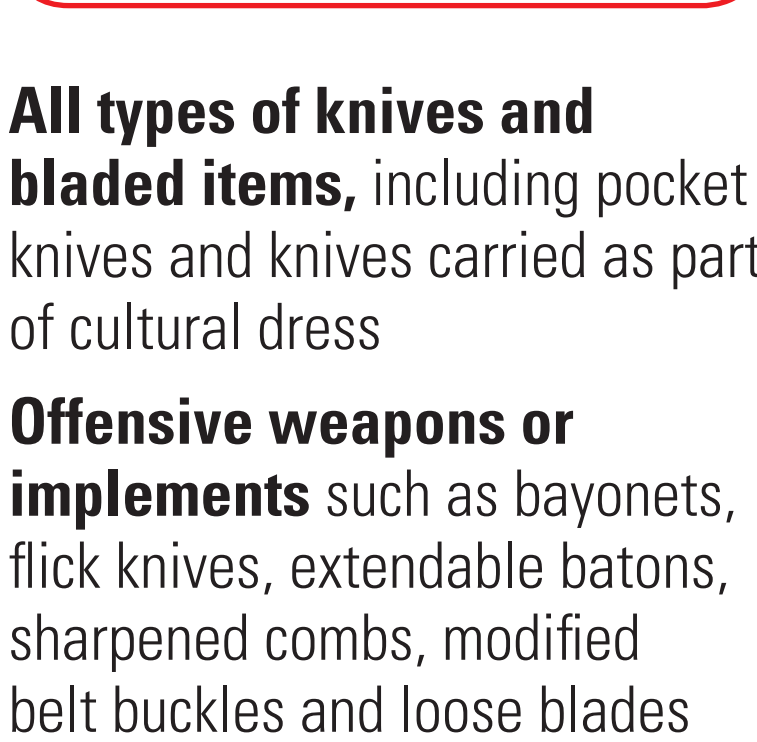 All types of knives and
bladed items, including pocket
knives and knives carried as part
of cultural dress
Offensive weapons or
implements such as bayonets,
flick knives, extendable batons,
sharpened combs, modified
belt buckles and loose blades